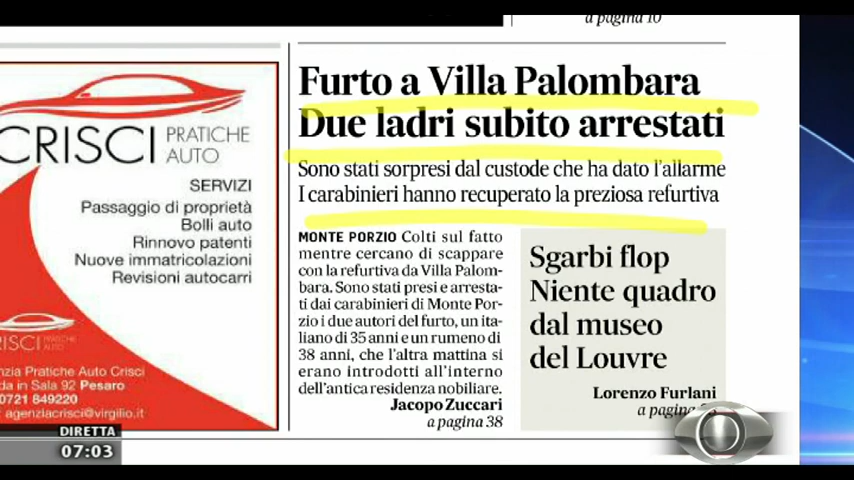 a pagina 10
CRISCI PRATICHE
AUTO
SERVIZI
Passaggio di proprietà
Bolli auto
Rinnovo patenti
Nuove immatricolazioni
Revisioni autocarri
CRISCI PRATICHE
AUTO
Pratiche Auto Crisci
in Sala 92 Pesaro
0721 849220
agenziacrisci@virgilio.it
Furto a Villa Palombara
Due ladri subito arrestati
Sono stati sorpresi dal custode che ha dato l'allarme
I carabinieri hanno recuperato la preziosa refurtiva
MONTE PORZIO Colti sul fatto
mentre cercano di scappare
con la refurtiva da Villa Palom-
bara. Sono stati presi e arresta-
ti dai carabinieri di Monte Por-
zio i due autori del furto, un ita-
liano di 35 anni e un rumeno di
38 anni, che l'altra mattina si
erano introdotti all'interno
dell'antica residenza nobiliare.
Jacopo Zuccari
a pagina 38
Sgarbi flop
Niente quadro
dal museo
del Louvre
Lorenzo Furlani
a pagina
DIRETTA
07:03